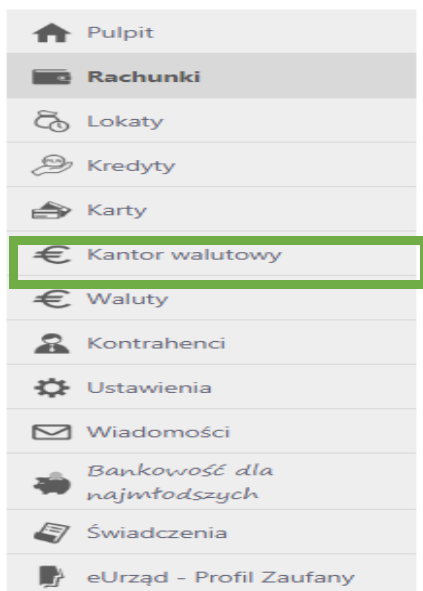 Pulpit
Rachunki
Lokaty
Kredyty
Karty
Kantor walutowy
Waluty
Kontrahenci
Ustawienia
Wiadomości
Bankowość dla
najmłodszych
Świadczenia
eUrząd - Profil Zaufany